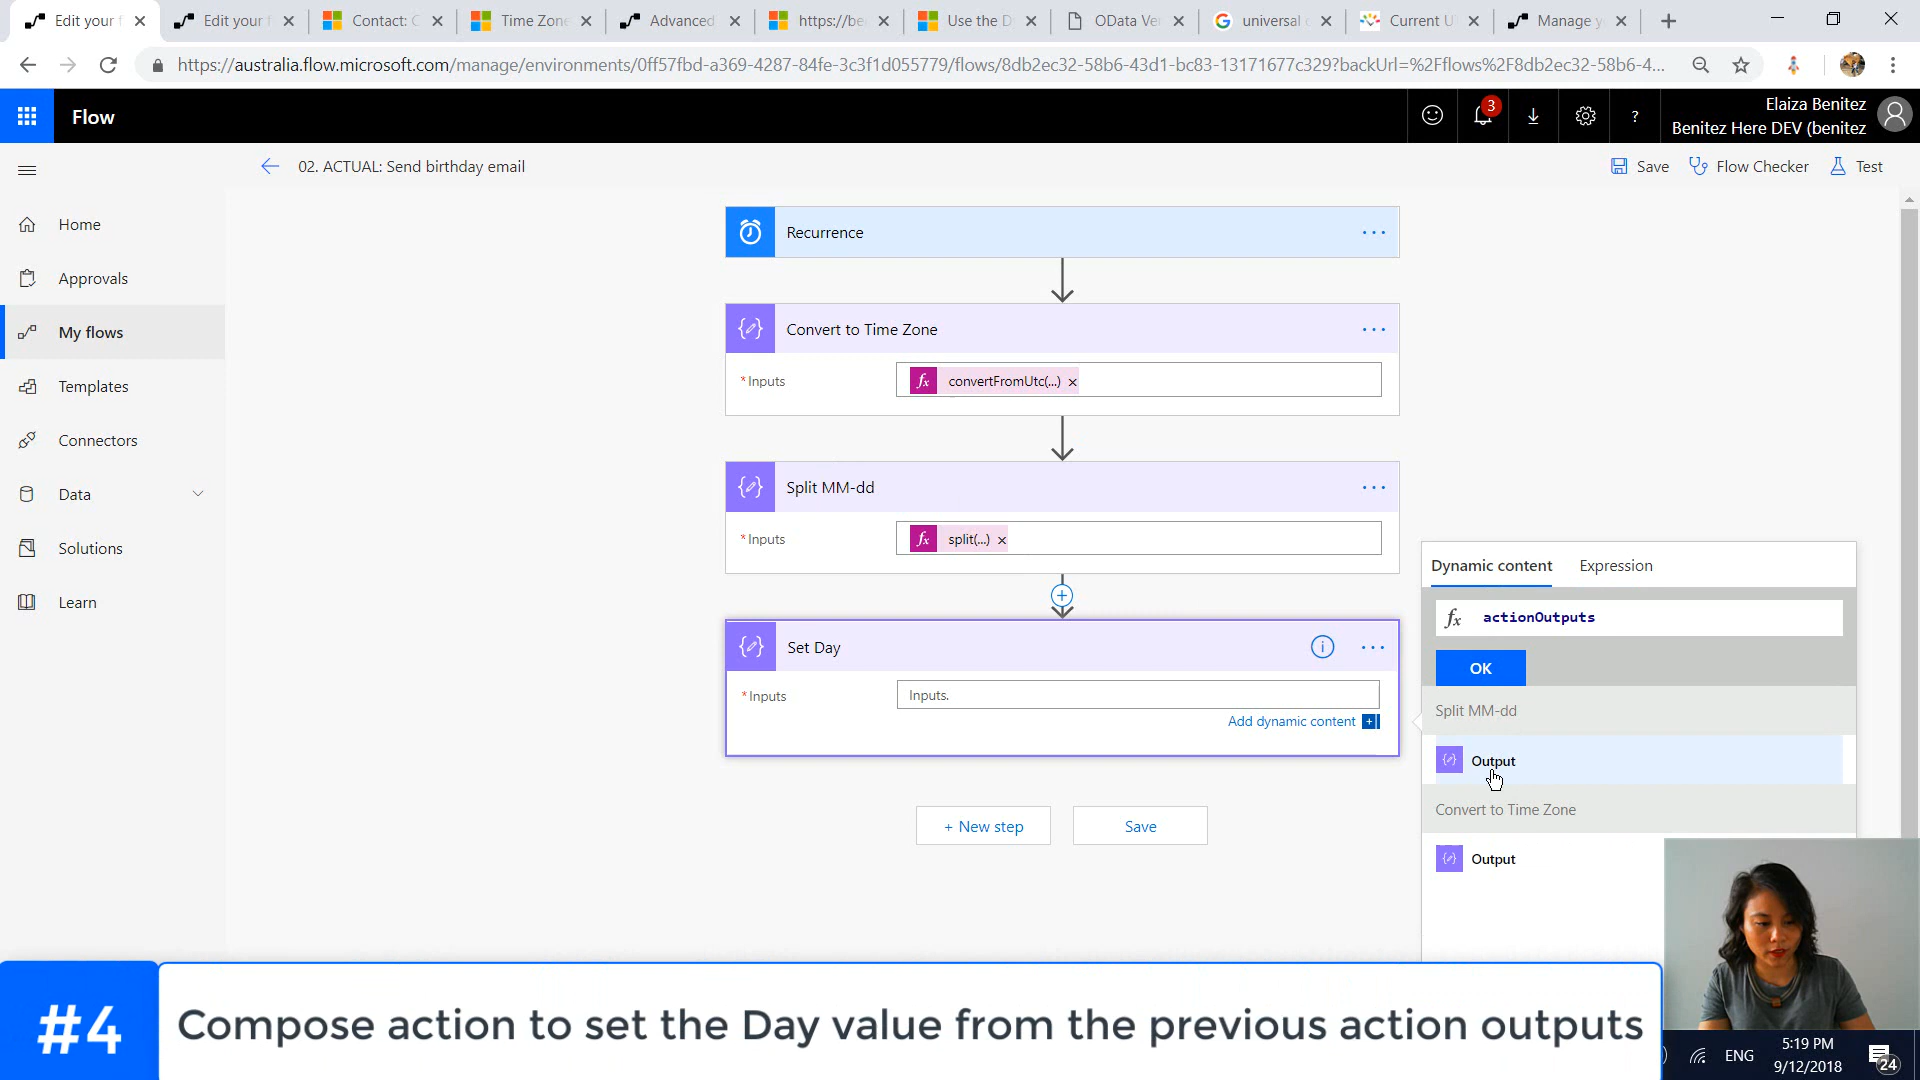 Edit your f
Edit your f
Contact: C
Time Zone
Advanced
https://be
Use the D
OData Ver
universal c
Current UT
Manage yo
https://australia.flow.microsoft.com/manage/environments/0ff57fbd-a369-4287-84fe-3c3f1d055779/flows/8db2ec32-58b6-43d1-bc83-13171677c329?backUrl=%2Fflows%2F8db2ec32-58b6-4...
Flow
3
?
Elaiza Benitez
Benitez Here DEV (benitez
02. ACTUAL: Send birthday email
Save
Flow Checker
Test
Home
Approvals
My flows
Templates
Connectors
Data
Solutions
Learn
Recurrence
Convert to Time Zone
*Inputs
fx convertFromUtc(...) ×
Split MM-dd
*Inputs
fx split(...) ×
Set Day
*Inputs
Inputs.
Add dynamic content
+ New step
Save
Dynamic content
Expression
fx actionOutputs
OK
Split MM-dd
Output
Convert to Time Zone
Output
#4
Compose action to set the Day value from the previous action outputs
ENG
5:19 PM
9/12/2018
24